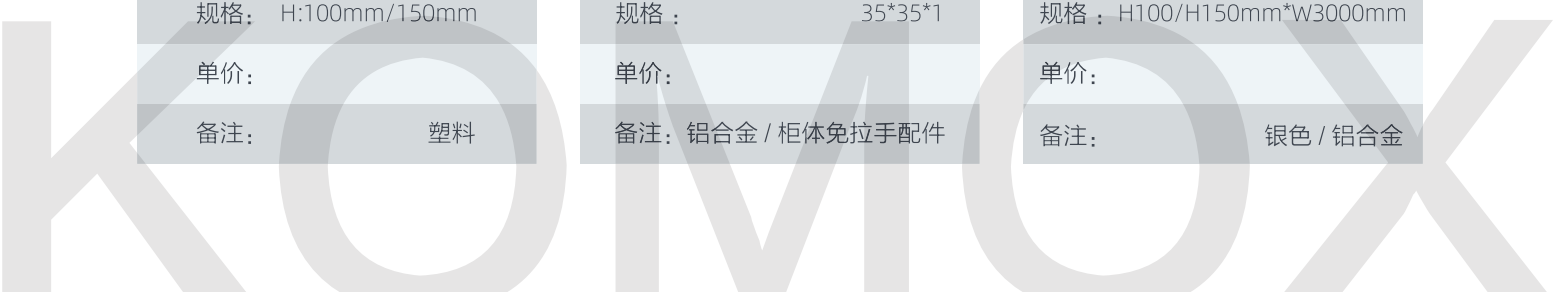 规格： H:100mm/150mm
单价：
备注： 塑料
规格： 35*35*1
单价：
备注：铝合金 / 柜体免拉手配件
规格：H100/H150mm*W3000mm
单价：
备注： 银色 / 铝合金
KOMOX